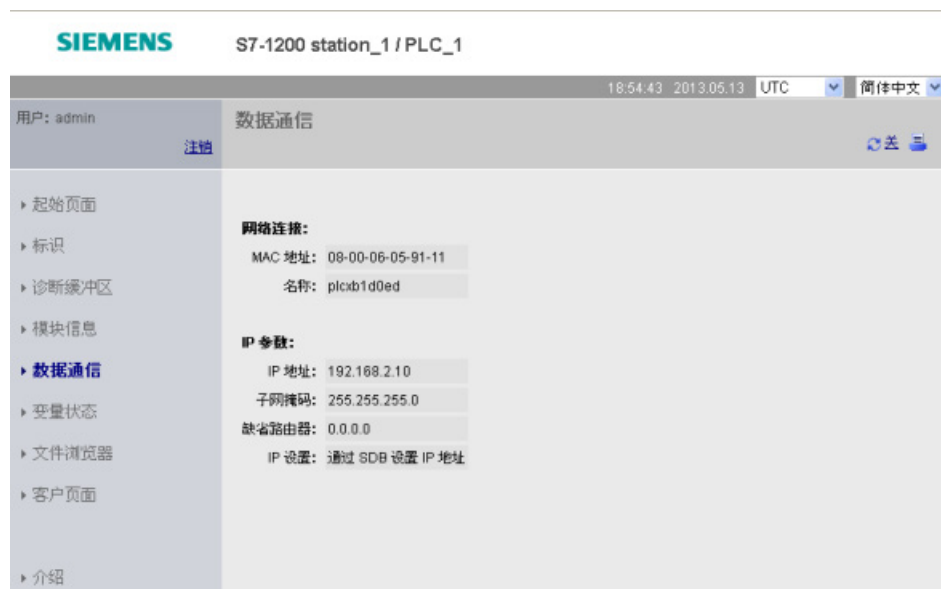 SIEMENS S7-1200 station_1 / PLC_1
18:54:43 2013.05.13 UTC 简体中文
用户: admin
数据通信
注销
关
起始页面
标识
诊断缓冲区
模块信息
数据通信
变量状态
文件浏览器
客户页面
介绍
网络连接:
MAC 地址: 08-00-06-05-91-11
名称: plcxb1d0ed
IP 参数:
IP 地址: 192.168.2.10
子网掩码: 255.255.255.0
缺省路由器: 0.0.0.0
IP 设置: 通过 SDB 设置 IP 地址